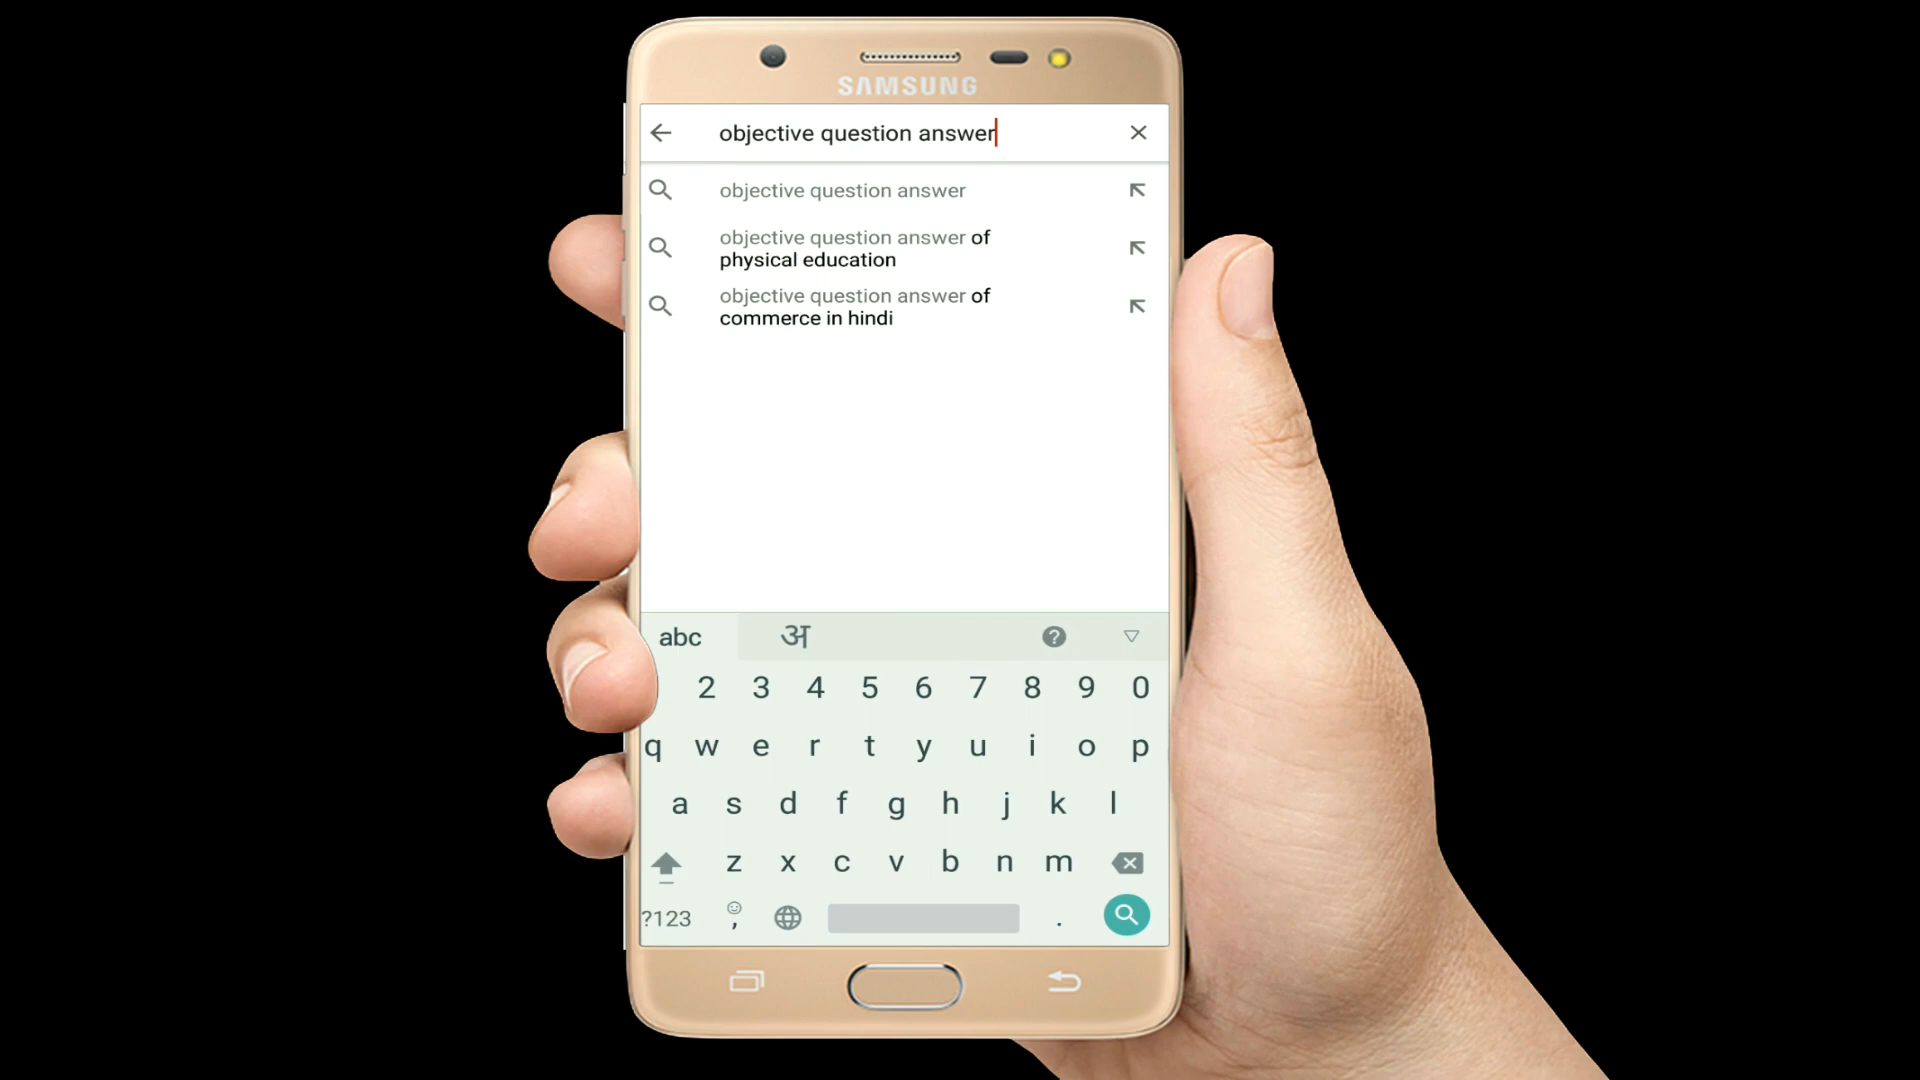 SAMSUNG
objective question answer
objective question answer
objective question answer of
physical education
objective question answer of
commerce in hindi
abc अ ?
2 3 4 5 6 7 8 9 0
q w e r t y u i o p
a s d f g h j k l
z x c v b n m
?123 , .